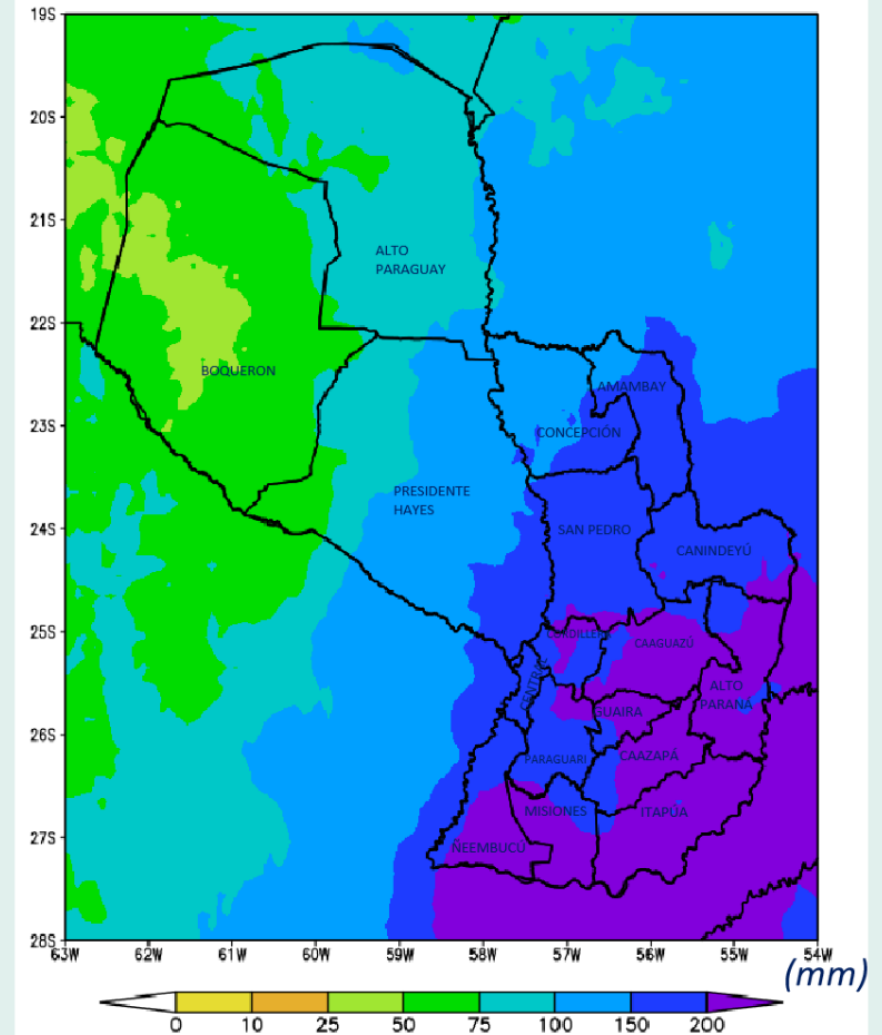 19S
20S
21S
22S
23S
24S
25S
26S
27S
28S
ALTO
PARAGUAY
BOQUERON
AMAMBAY
CONCEPCIÓN
PRESIDENTE
HAYES
SAN PEDRO
CANINDEYÚ
CORDILLERA
CAAGUAZÚ
CENTRAL
ALTO
PARANÁ
GUAIRA
PARAGUARI
CAAZAPÁ
MISIONES
ITAPÚA
ÑEEMBUCÚ
63W 62W 61W 60W 59W 58W 57W 56W 55W 54W
(mm)
0 10 25 50 75 100 150 200